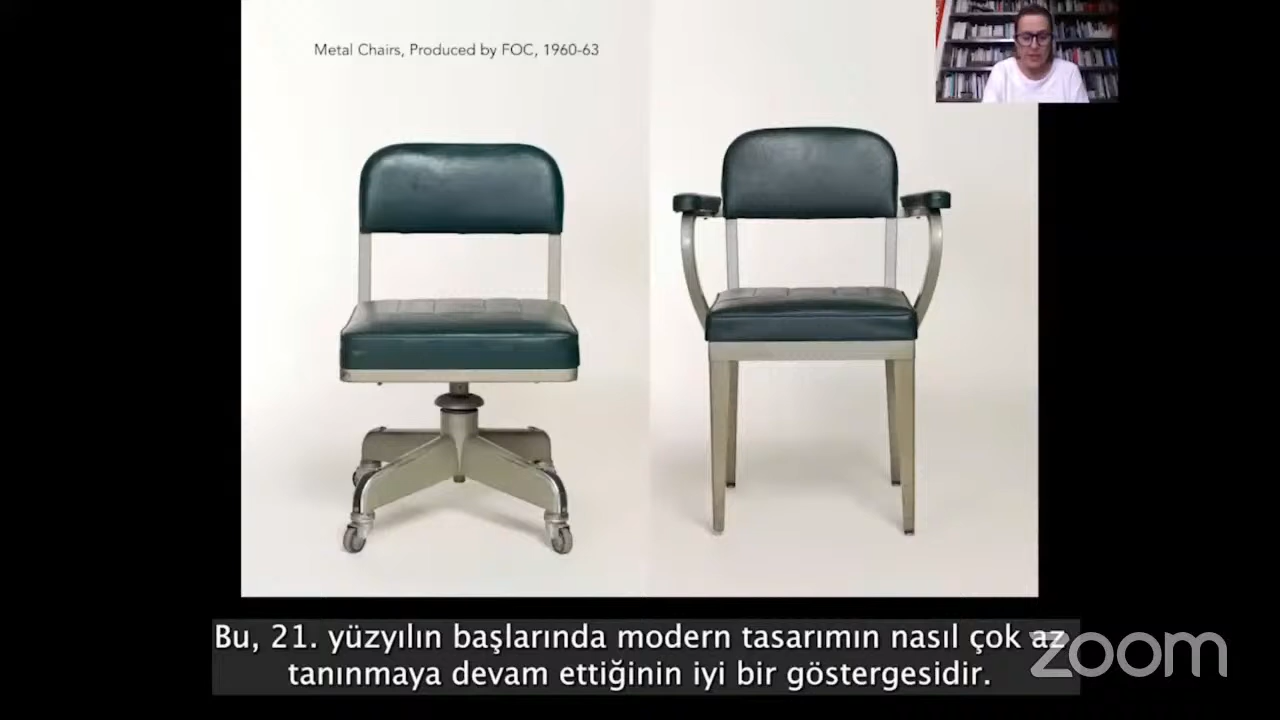 Metal Chairs, Produced by FOC, 1960-63
Bu, 21. yüzyılın başlarında modern tasarımın nasıl çok az
tanınmaya devam ettiğinin iyi bir göstergesidir.
zoom